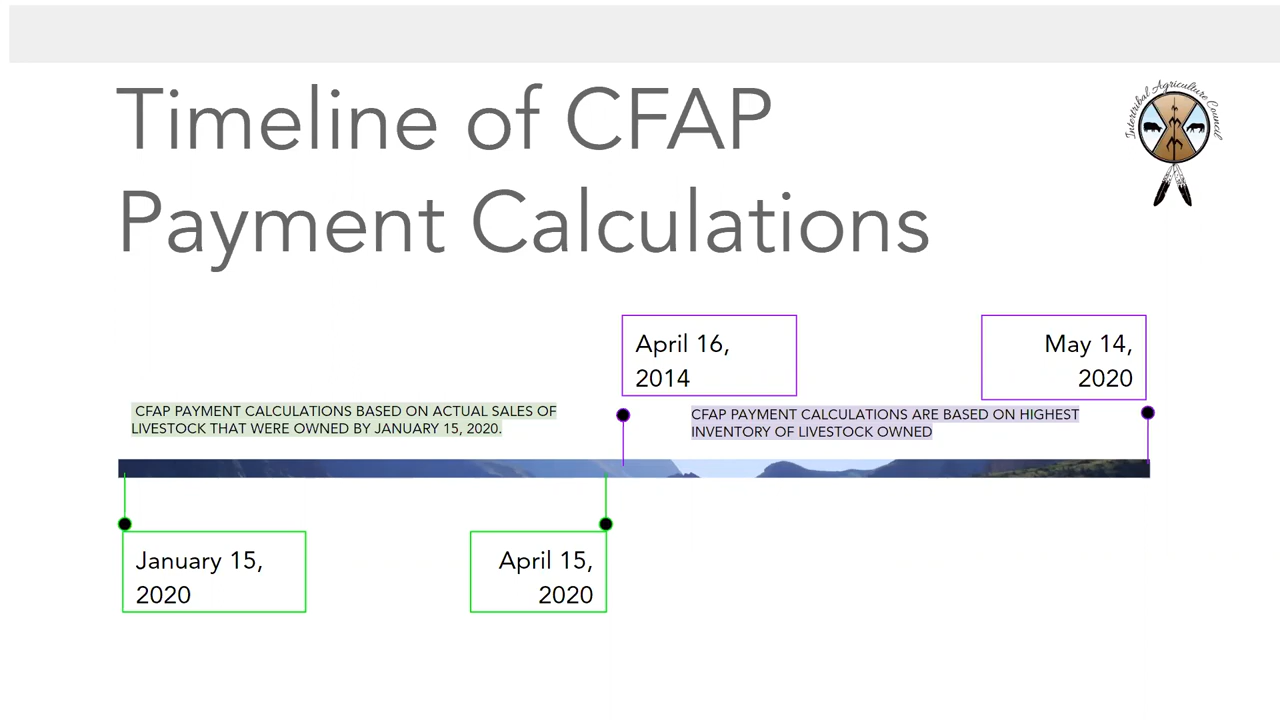 Timeline of CFAP
Payment Calculations
Intertribal Agriculture Council
April 16,
2014
May 14,
2020
CFAP PAYMENT CALCULATIONS BASED ON ACTUAL SALES OF
LIVESTOCK THAT WERE OWNED BY JANUARY 15, 2020.
CFAP PAYMENT CALCULATIONS ARE BASED ON HIGHEST
INVENTORY OF LIVESTOCK OWNED
January 15,
2020
April 15,
2020